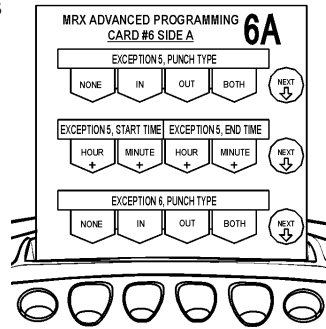 MRX ADVANCED PROGRAMMING
CARD #6 SIDE A
6A
EXCEPTION 5, PUNCH TYPE
NONE IN OUT BOTH NEXT
EXCEPTION 5, START TIME EXCEPTION 5, END TIME
HOUR MINUTE HOUR MINUTE NEXT
+ + + +
EXCEPTION 6, PUNCH TYPE
NONE IN OUT BOTH NEXT